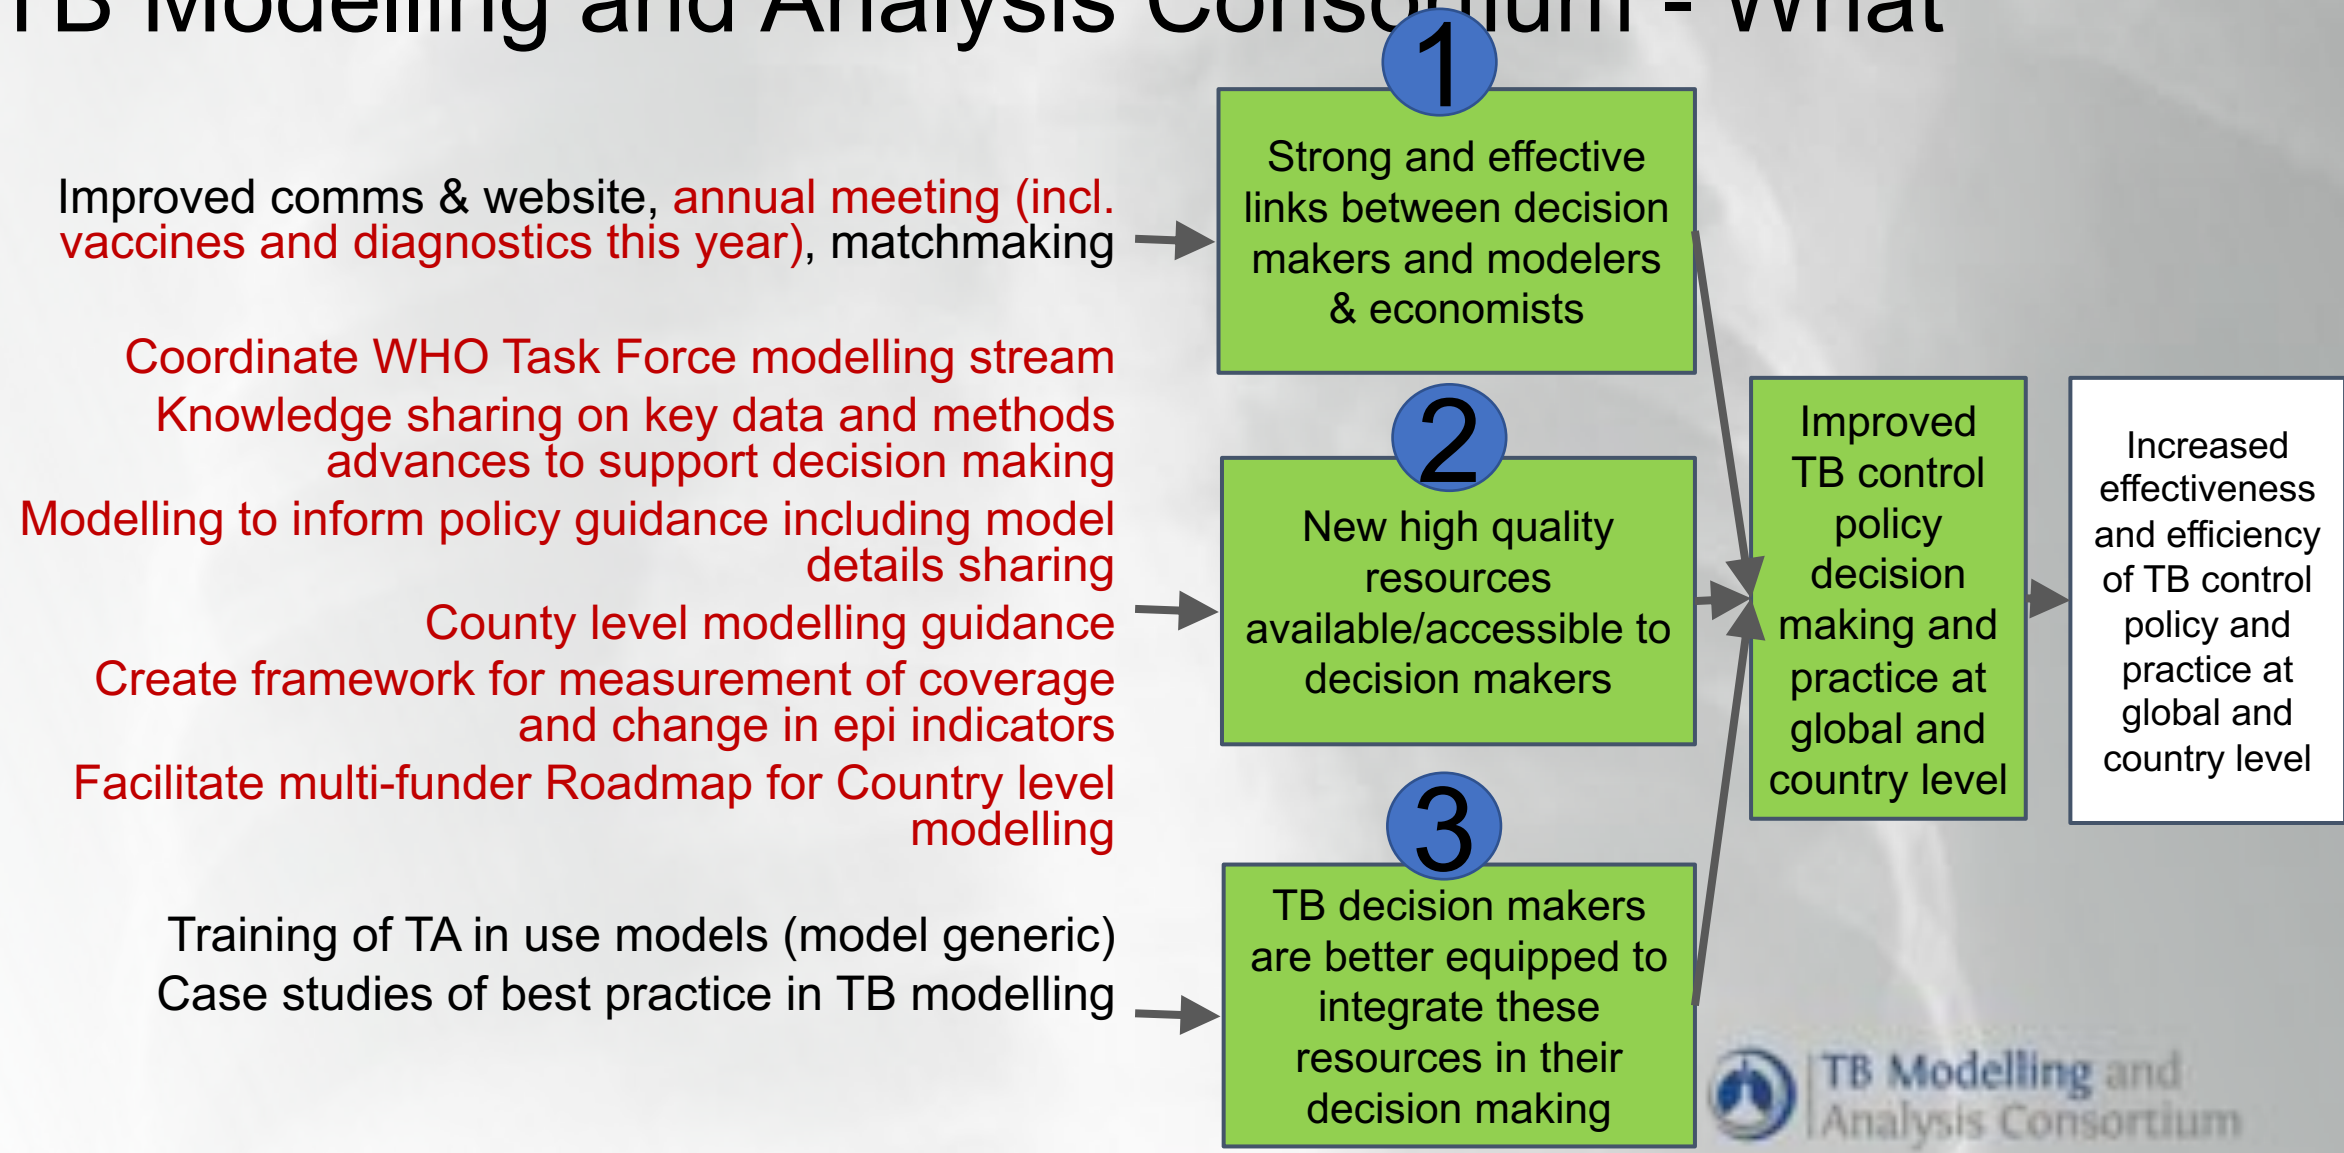 TB Modelling and Analysis Consortium - What
1
Improved comms & website, annual meeting (incl.
vaccines and diagnostics this year), matchmaking
Strong and effective
links between decision
makers and modelers
& economists
Coordinate WHO Task Force modelling stream
Knowledge sharing on key data and methods
advances to support decision making
Modelling to inform policy guidance including model
details sharing
County level modelling guidance
Create framework for measurement of coverage
and change in epi indicators
Facilitate multi-funder Roadmap for Country level
modelling
2
New high quality
resources
available/accessible to
decision makers
Training of TA in use models (model generic)
Case studies of best practice in TB modelling
3
TB decision makers
are better equipped to
integrate these
resources in their
decision making
Improved
TB control
policy
decision
making and
practice at
global and
country level
Increased
effectiveness
and efficiency
of TB control
policy and
practice at
global and
country level
TB Modelling and
Analysis Consortium